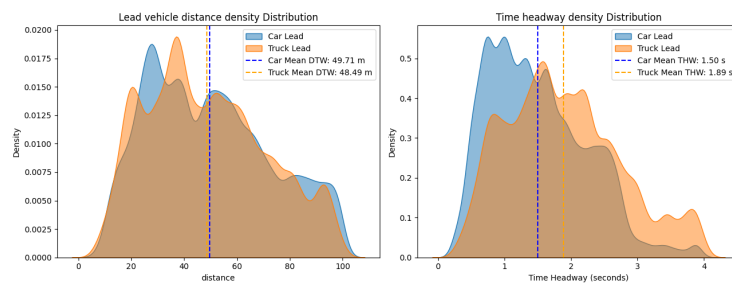 Lead vehicle distance density Distribution
Car Lead
Truck Lead
Car Mean DTW: 49.71 m
Truck Mean DTW: 48.49 m
0.0200
0.0175
0.0150
0.0125
0.0100
0.0075
0.0050
0.0025
0.0000
Density
0
20
40
60
80
100
distance
Time headway density Distribution
Car Lead
Truck Lead
Car Mean THW: 1.50 s
Truck Mean THW: 1.89 s
0.5
0.4
0.3
0.2
0.1
0.0
Density
0
1
2
3
4
Time Headway (seconds)